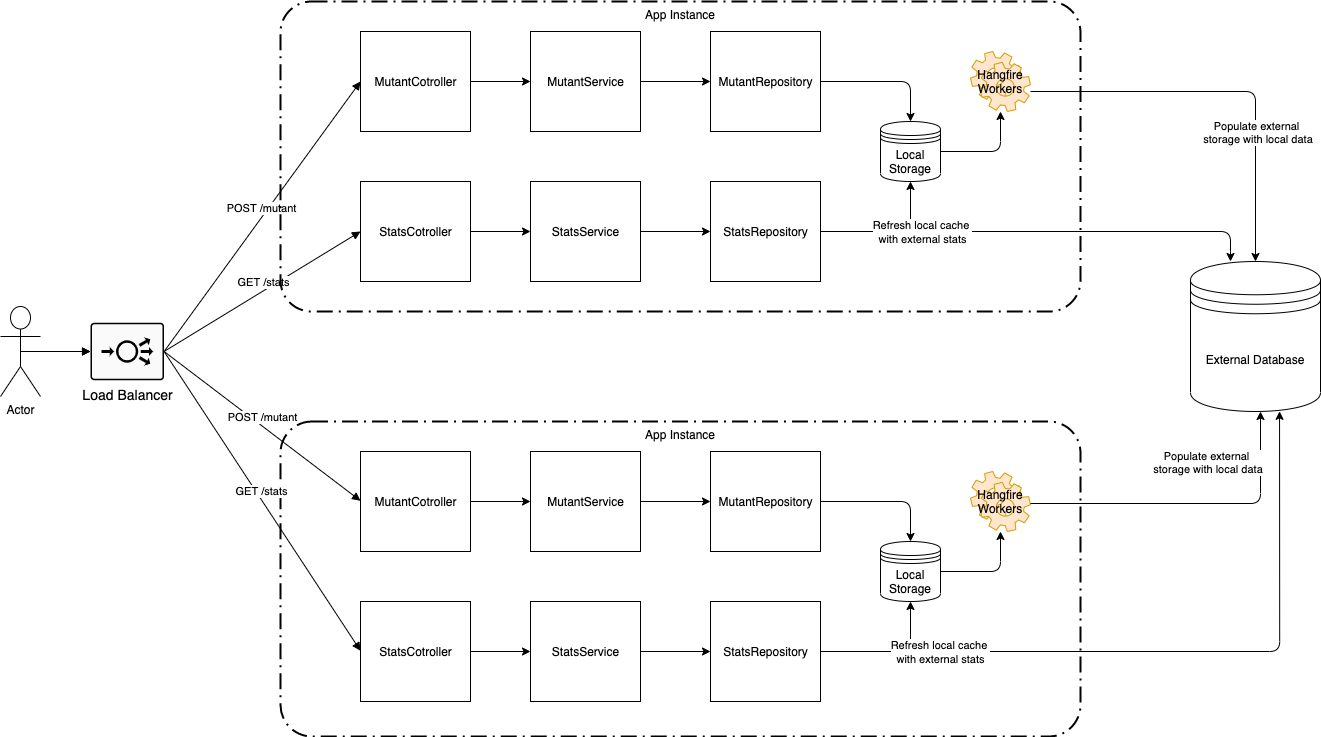 App Instance
MutantCotroller
MutantService
MutantRepository
Hangfire
Workers
Local
Storage
Populate external
storage with local data
POST /mutant
StatsCotroller
StatsService
StatsRepository
Refresh local cache
with external stats
GET /stats
Load Balancer
Actor
External Database
POST /mutant
App Instance
MutantCotroller
MutantService
MutantRepository
Hangfire
Workers
Local
Storage
Populate external
storage with local data
GET /stats
StatsCotroller
StatsService
StatsRepository
Refresh local cache
with external stats